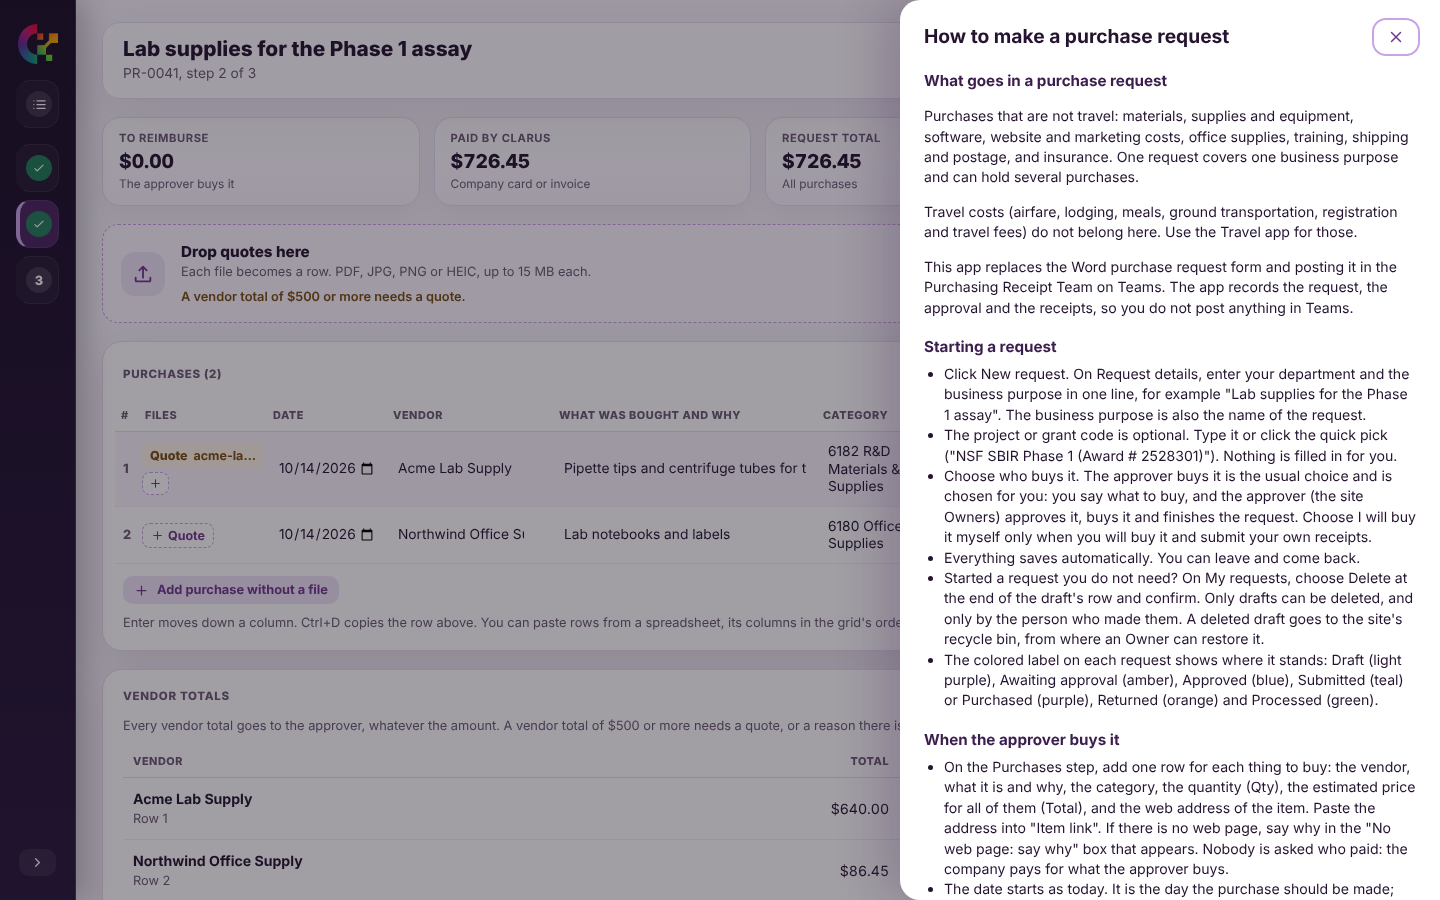 Lab supplies for the Phase 1 assay
PR-0041, step 2 of 3
TO REIMBURSE
$0.00
The approver buys it
PAID BY CLARUS
$726.45
Company card or invoice
REQUEST TOTAL
$726.45
All purchases
Drop quotes here
Each file becomes a row. PDF, JPG, PNG or HEIC, up to 15 MB each.
A vendor total of $500 or more needs a quote.
3
PURCHASES (2)
# FILES DATE VENDOR WHAT WAS BOUGHT AND WHY CATEGORY
1 Quote acme-la... 10/14/2026 Acme Lab Supply Pipette tips and centrifuge tubes for t 6182 R&D
Materials &
Supplies
2 + Quote 10/14/2026 Northwind Office Su Lab notebooks and labels 6180 Office
Supplies
+ Add purchase without a file
Enter moves down a column. Ctrl+D copies the row above. You can paste rows from a spreadsheet, its columns in the grid's orde
VENDOR TOTALS
Every vendor total goes to the approver, whatever the amount. A vendor total of $500 or more needs a quote, or a reason there is
VENDOR TOTAL
Acme Lab Supply
Row 1
$640.00
Northwind Office Supply
Row 2
$86.45
How to make a purchase request
What goes in a purchase request
Purchases that are not travel: materials, supplies and equipment,
software, website and marketing costs, office supplies, training, shipping
and postage, and insurance. One request covers one business purpose
and can hold several purchases.
Travel costs (airfare, lodging, meals, ground transportation, registration
and travel fees) do not belong here. Use the Travel app for those.
This app replaces the Word purchase request form and posting it in the
Purchasing Receipt Team on Teams. The app records the request, the
approval and the receipts, so you do not post anything in Teams.
Starting a request
• Click New request. On Request details, enter your department and the
business purpose in one line, for example "Lab supplies for the Phase
1 assay". The business purpose is also the name of the request.
• The project or grant code is optional. Type it or click the quick pick
("NSF SBIR Phase 1 (Award # 2528301)"). Nothing is filled in for you.
• Choose who buys it. The approver buys it is the usual choice and is
chosen for you: you say what to buy, and the approver (the site
Owners) approves it, buys it and finishes the request. Choose I will buy
it myself only when you will buy it and submit your own receipts.
• Everything saves automatically. You can leave and come back.
• Started a request you do not need? On My requests, choose Delete at
the end of the draft's row and confirm. Only drafts can be deleted, and
only by the person who made them. A deleted draft goes to the site's
recycle bin, from where an Owner can restore it.
• The colored label on each request shows where it stands: Draft (light
purple), Awaiting approval (amber), Approved (blue), Submitted (teal)
or Purchased (purple), Returned (orange) and Processed (green).
When the approver buys it
• On the Purchases step, add one row for each thing to buy: the vendor,
what it is and why, the category, the quantity (Qty), the estimated price
for all of them (Total), and the web address of the item. Paste the
address into "Item link". If there is no web page, say why in the "No
web page: say why" box that appears. Nobody is asked who paid: the
company pays for what the approver buys.
• The date starts as today. It is the day the purchase should be made;